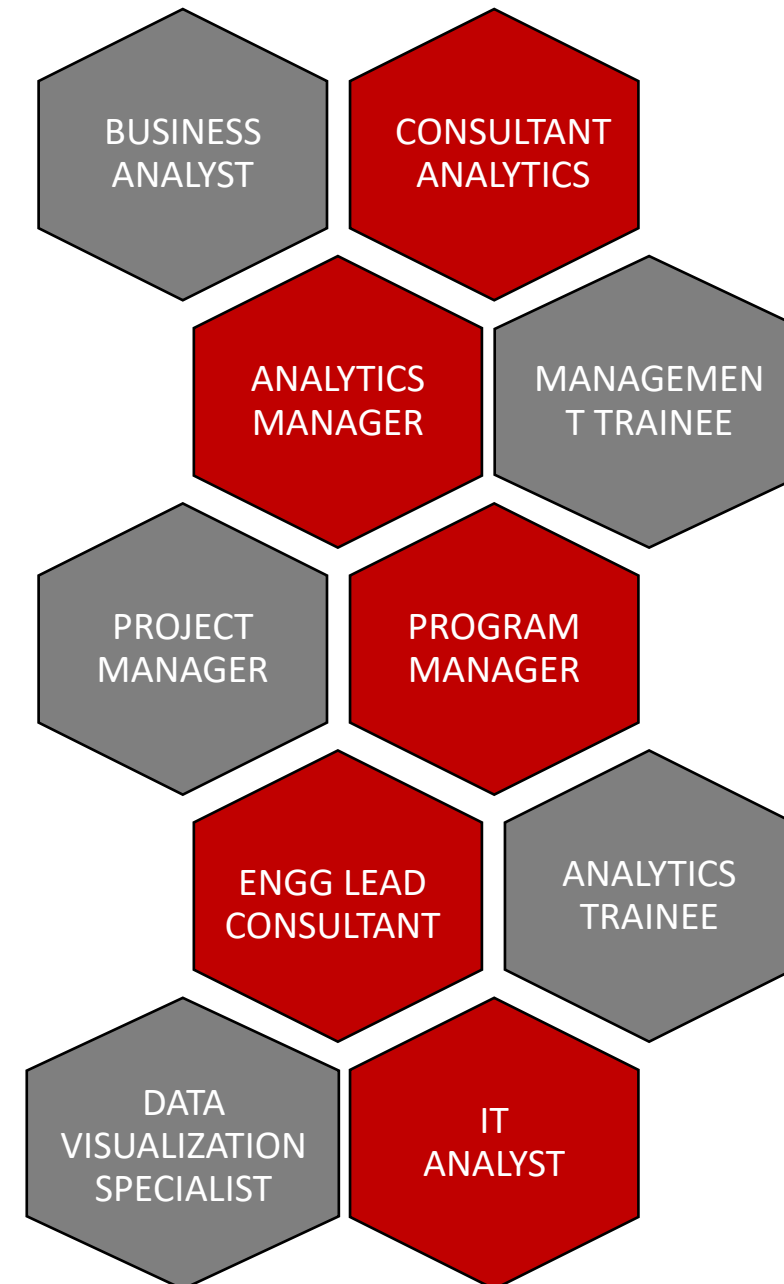 BUSINESS
ANALYST
CONSULTANT
ANALYTICS
ANALYTICS
MANAGER
MANAGEMEN
T TRAINEE
PROJECT
MANAGER
PROGRAM
MANAGER
ENGG LEAD
CONSULTANT
ANALYTICS
TRAINEE
DATA
VISUALIZATION
SPECIALIST
IT
ANALYST